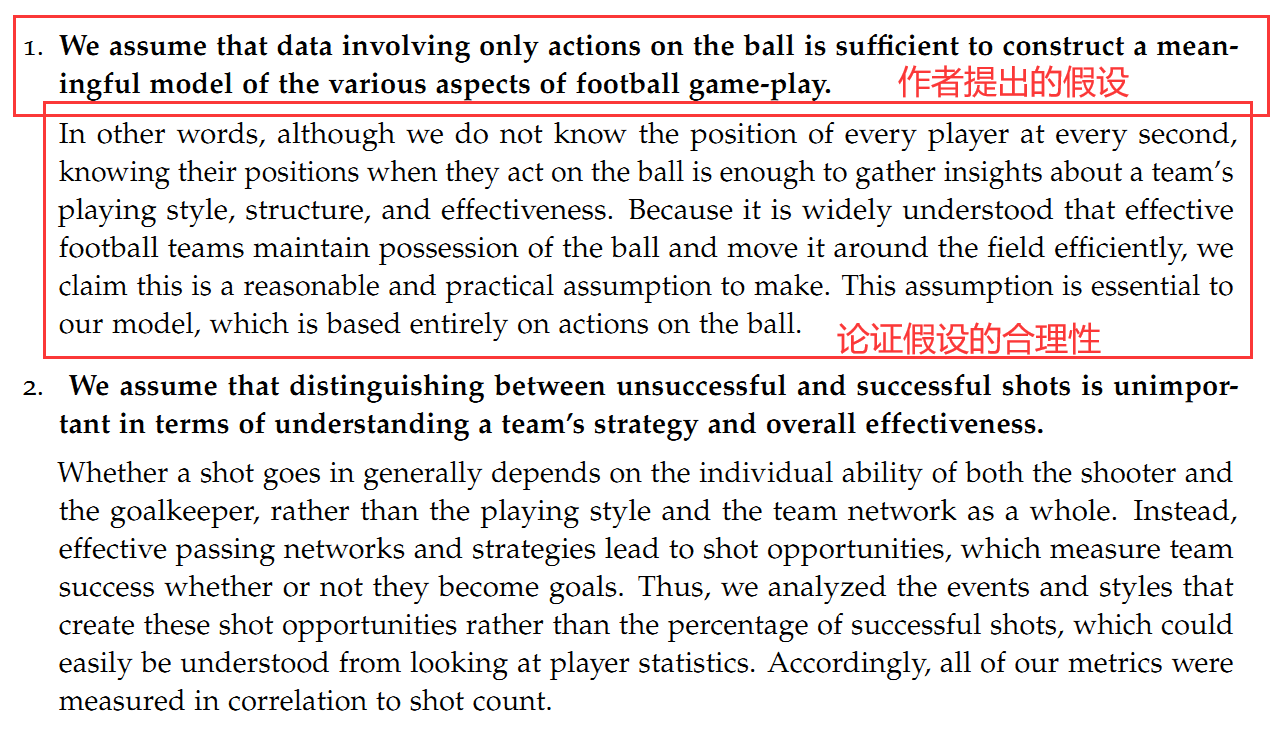 1. We assume that data involving only actions on the ball is sufficient to construct a mean-
ingful model of the various aspects of football game-play.
作者提出的假设
In other words, although we do not know the position of every player at every second,
knowing their positions when they act on the ball is enough to gather insights about a team's
playing style, structure, and effectiveness. Because it is widely understood that effective
football teams maintain possession of the ball and move it around the field efficiently, we
claim this is a reasonable and practical assumption to make. This assumption is essential to
our model, which is based entirely on actions on the ball.
论证假设的合理性
2. We assume that distinguishing between unsuccessful and successful shots is unimpor-
tant in terms of understanding a team's strategy and overall effectiveness.
Whether a shot goes in generally depends on the individual ability of both the shooter and
the goalkeeper, rather than the playing style and the team network as a whole. Instead,
effective passing networks and strategies lead to shot opportunities, which measure team
success whether or not they become goals. Thus, we analyzed the events and styles that
create these shot opportunities rather than the percentage of successful shots, which could
easily be understood from looking at player statistics. Accordingly, all of our metrics were
measured in correlation to shot count.